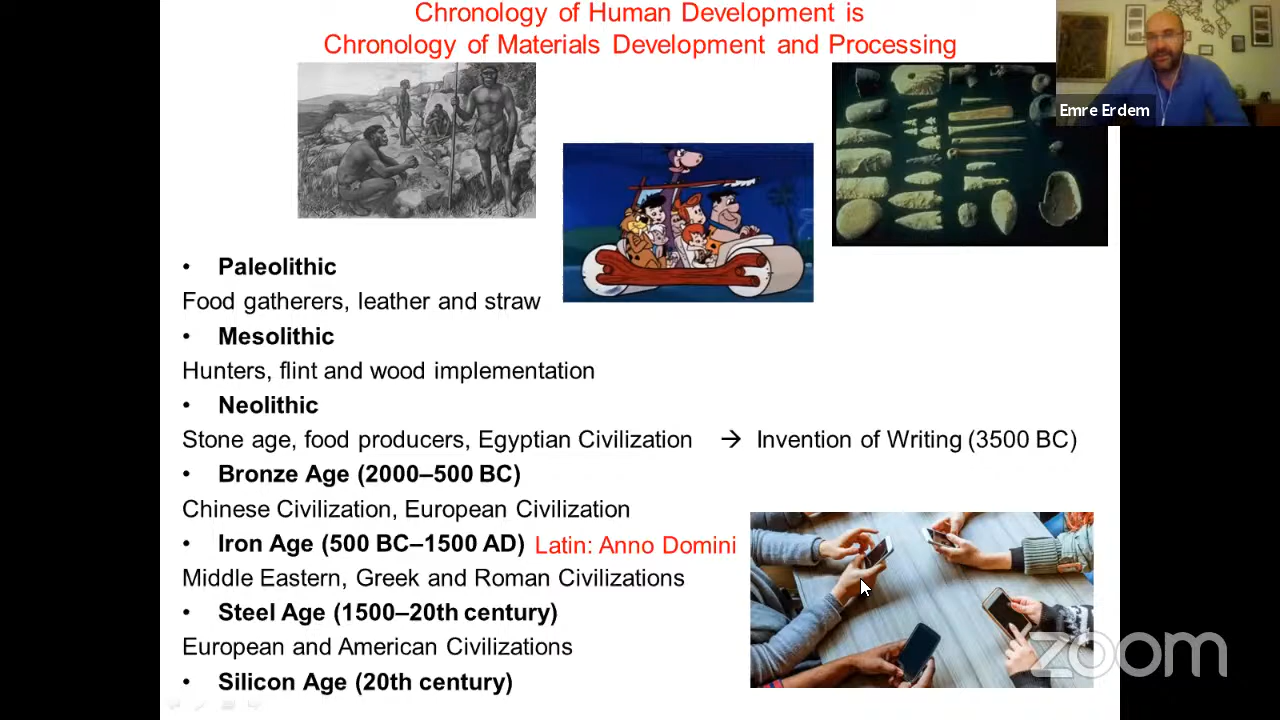 Chronology of Human Development is
Chronology of Materials Development and Processing
Emre Erdem
• Paleolithic
Food gatherers, leather and straw
• Mesolithic
Hunters, flint and wood implementation
• Neolithic
Stone age, food producers, Egyptian Civilization → Invention of Writing (3500 BC)
• Bronze Age (2000–500 BC)
Chinese Civilization, European Civilization
• Iron Age (500 BC–1500 AD) Latin: Anno Domini
Middle Eastern, Greek and Roman Civilizations
• Steel Age (1500–20th century)
European and American Civilizations
• Silicon Age (20th century)
zoom